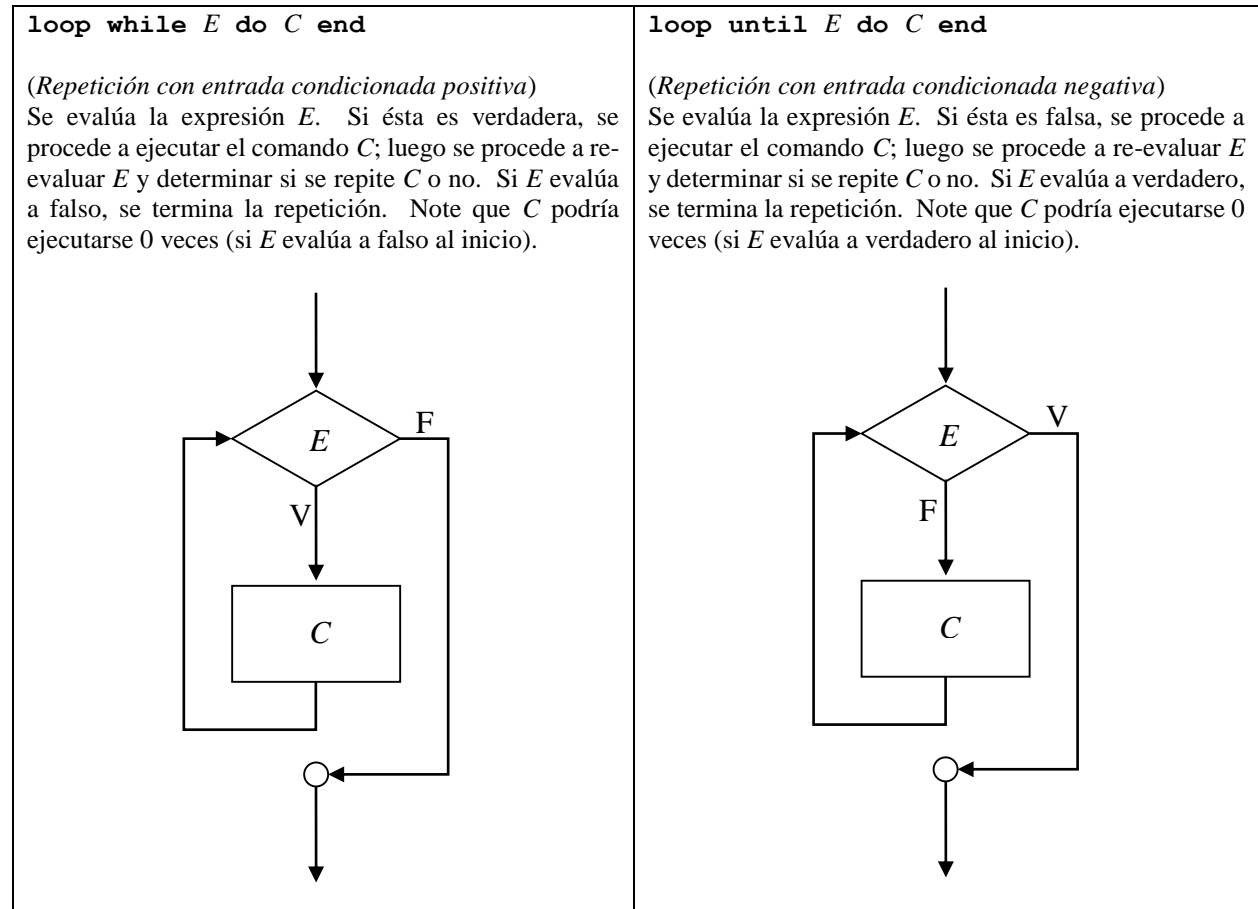 loop while E do C end
(Repetición con entrada condicionada positiva)
Se evalúa la expresión E. Si ésta es verdadera, se
procede a ejecutar el comando C; luego se procede a re-
evaluar E y determinar si se repite C o no. Si E evalúa
a falso, se termina la repetición. Note que C podría
ejecutarse 0 veces (si E evalúa a falso al inicio).
E
F
V
C
loop until E do C end
(Repetición con entrada condicionada negativa)
Se evalúa la expresión E. Si ésta es falsa, se procede a
ejecutar el comando C; luego se procede a re-evaluar E
y determinar si se repite C o no. Si E evalúa a verdadero,
se termina la repetición. Note que C podría ejecutarse 0
veces (si E evalúa a verdadero al inicio).
E
V
F
C